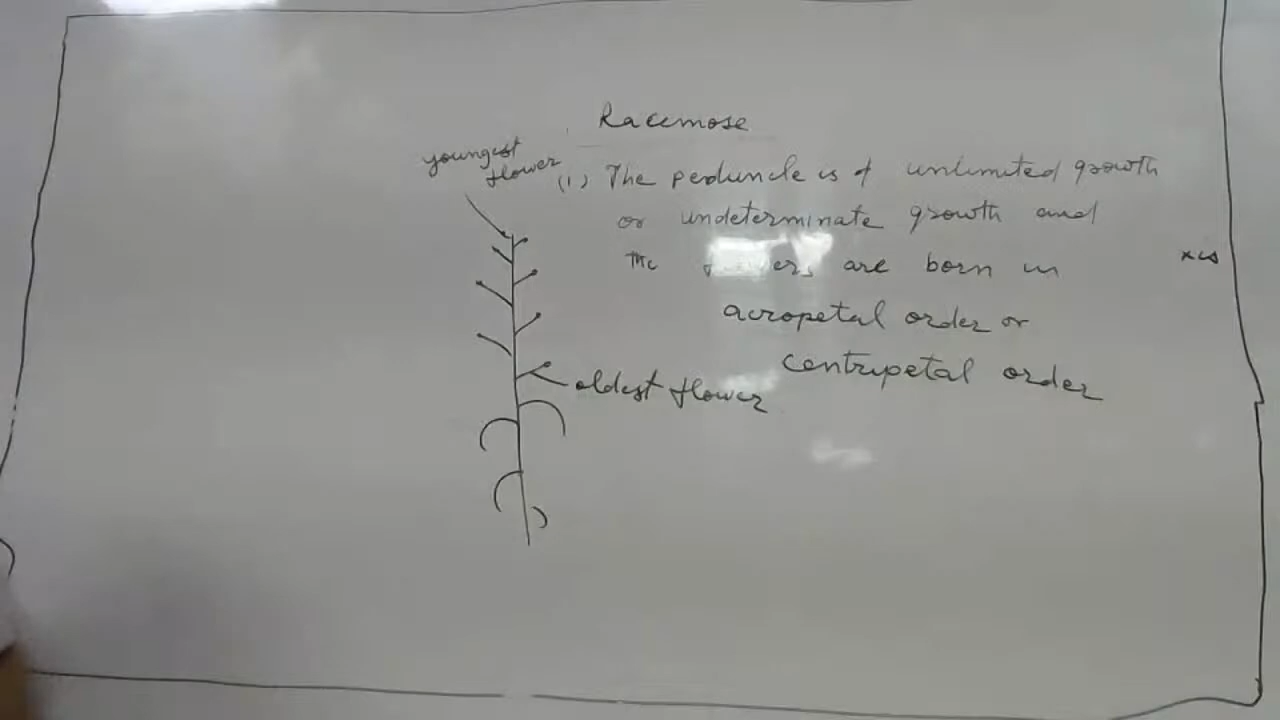 Racemose
youngest
flower
(1) The peduncle is of unlimited growth
or undeterminate growth and
the are born in
acropetal order or
centripetal order
oldest flower